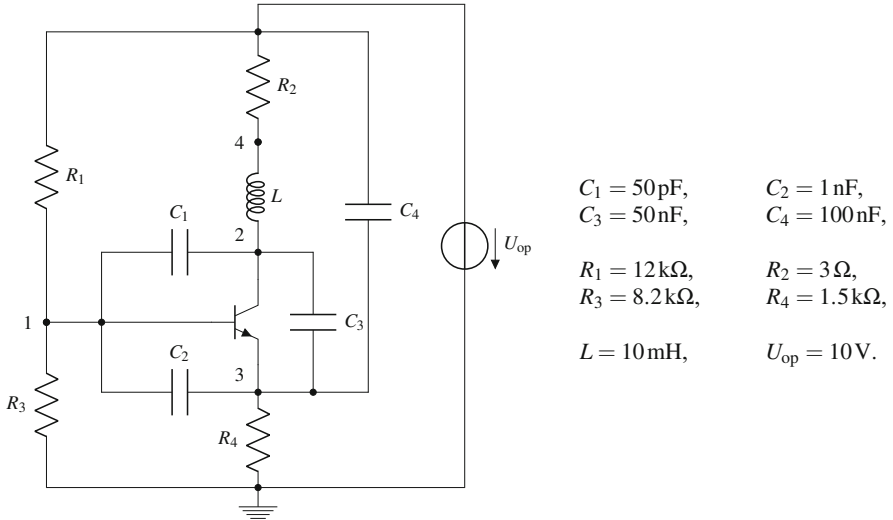 R₂
4
R₁
L
C₁
C₄
2
U_op
1
C₃
C₂
3
R₃
R₄
C₁ = 50 pF, C₂ = 1 nF,
C₃ = 50 nF, C₄ = 100 nF,
R₁ = 12 kΩ, R₂ = 3 Ω,
R₃ = 8.2 kΩ, R₄ = 1.5 kΩ,
L = 10 mH, U_op = 10 V.